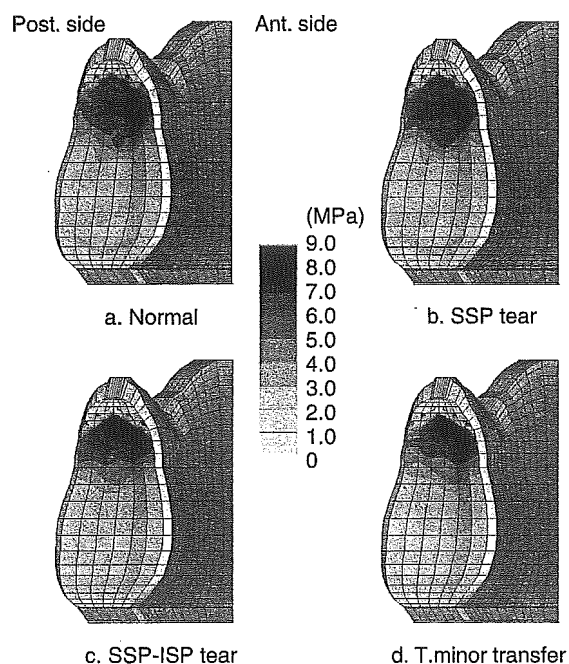 Post. side
Ant. side
a. Normal
b. SSP tear
(MPa)
9.0
8.0
7.0
6.0
5.0
4.0
3.0
2.0
1.0
0
c. SSP-ISP tear
d. T.minor transfer